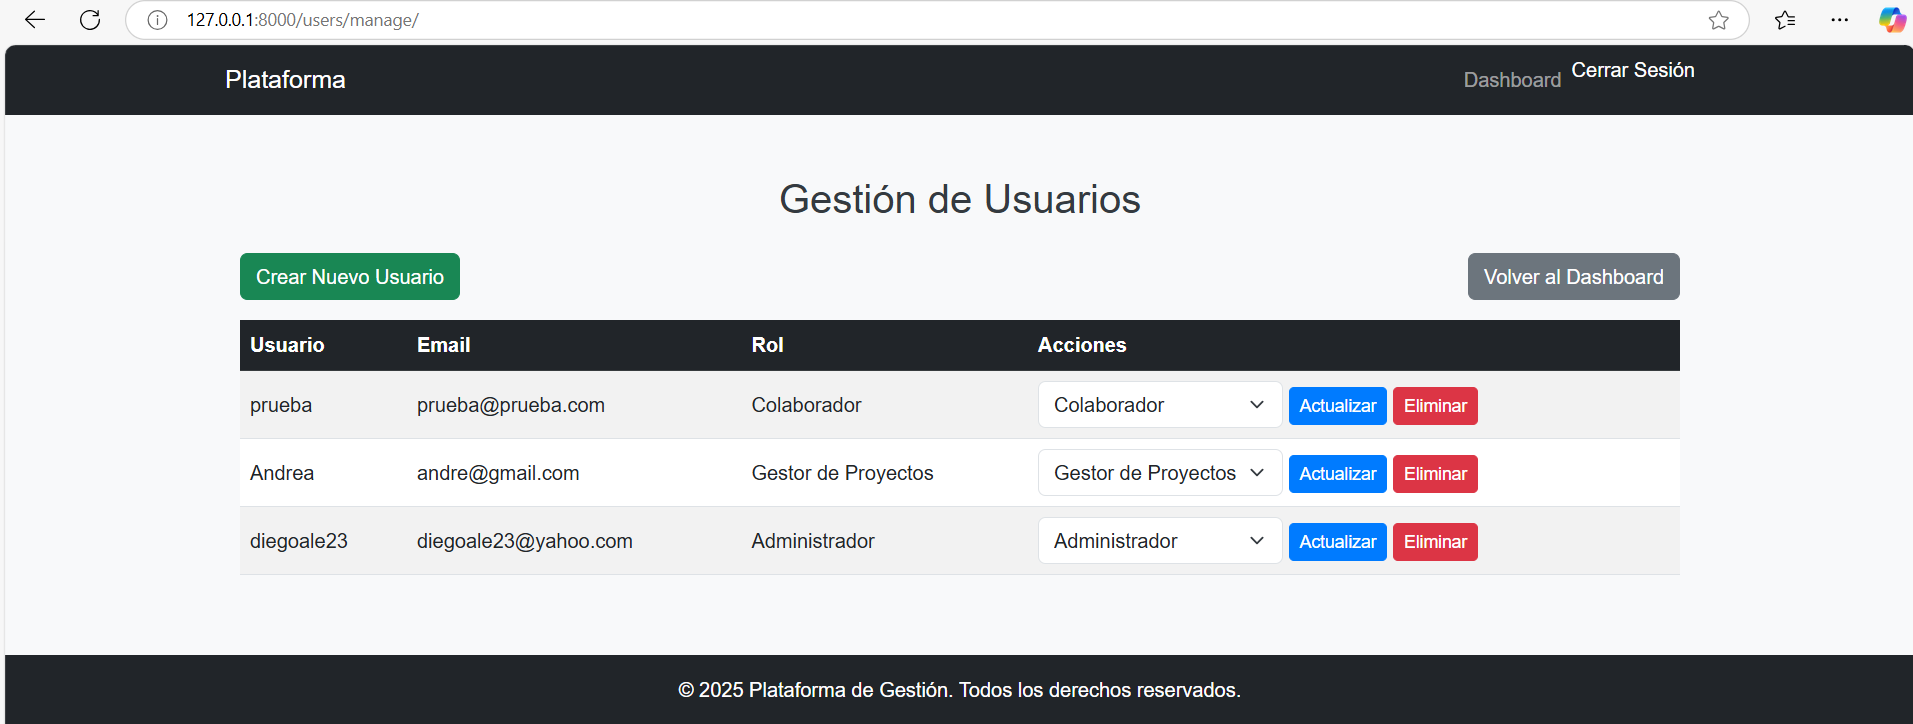 127.0.0.1:8000/users/manage/
Plataforma Dashboard Cerrar Sesión
Gestión de Usuarios
Crear Nuevo Usuario Volver al Dashboard
Usuario Email Rol Acciones
prueba prueba@prueba.com Colaborador Colaborador Actualizar Eliminar
Andrea andre@gmail.com Gestor de Proyectos Gestor de Proyectos Actualizar Eliminar
diegoale23 diegoale23@yahoo.com Administrador Administrador Actualizar Eliminar
© 2025 Plataforma de Gestión. Todos los derechos reservados.